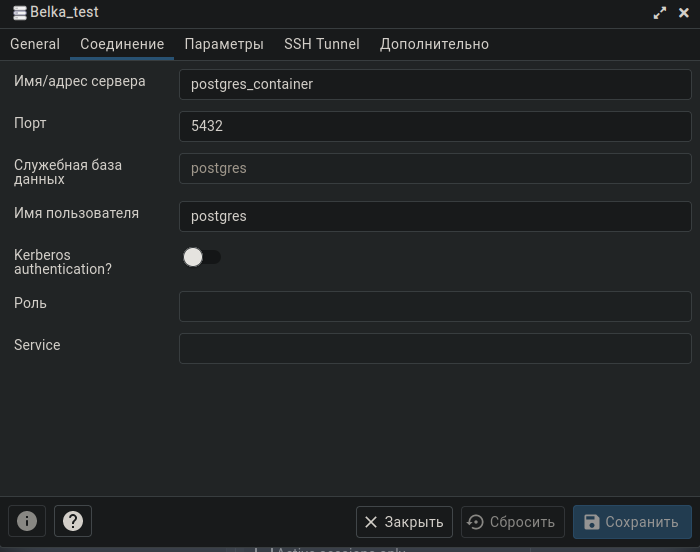 Belka_test
General Соединение Параметры SSH Tunnel Дополнительно
Имя/адрес сервера postgres_container
Порт 5432
Служебная база postgres
данных
Имя пользователя postgres
Kerberos
authentication?
Роль
Service
Закрыть Сбросить Сохранить